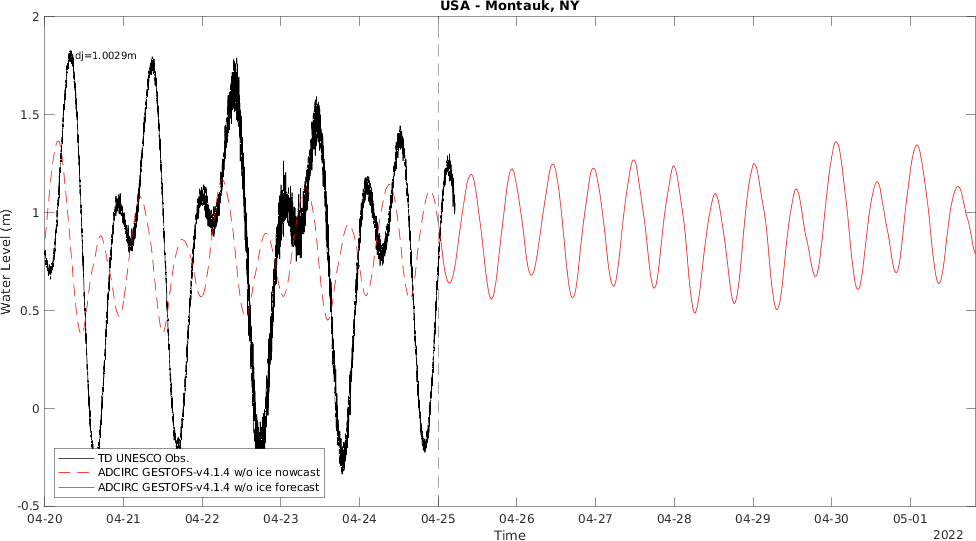 USA - Montauk, NY
2
1.5
1
0.5
0
-0.5
Water Level (m)
dj=1.0029m
TD UNESCO Obs.
ADCIRC GESTOFS-v4.1.4 w/o ice nowcast
ADCIRC GESTOFS-v4.1.4 w/o ice forecast
04-20 04-21 04-22 04-23 04-24 04-25 04-26 04-27 04-28 04-29 04-30 05-01
Time
2022